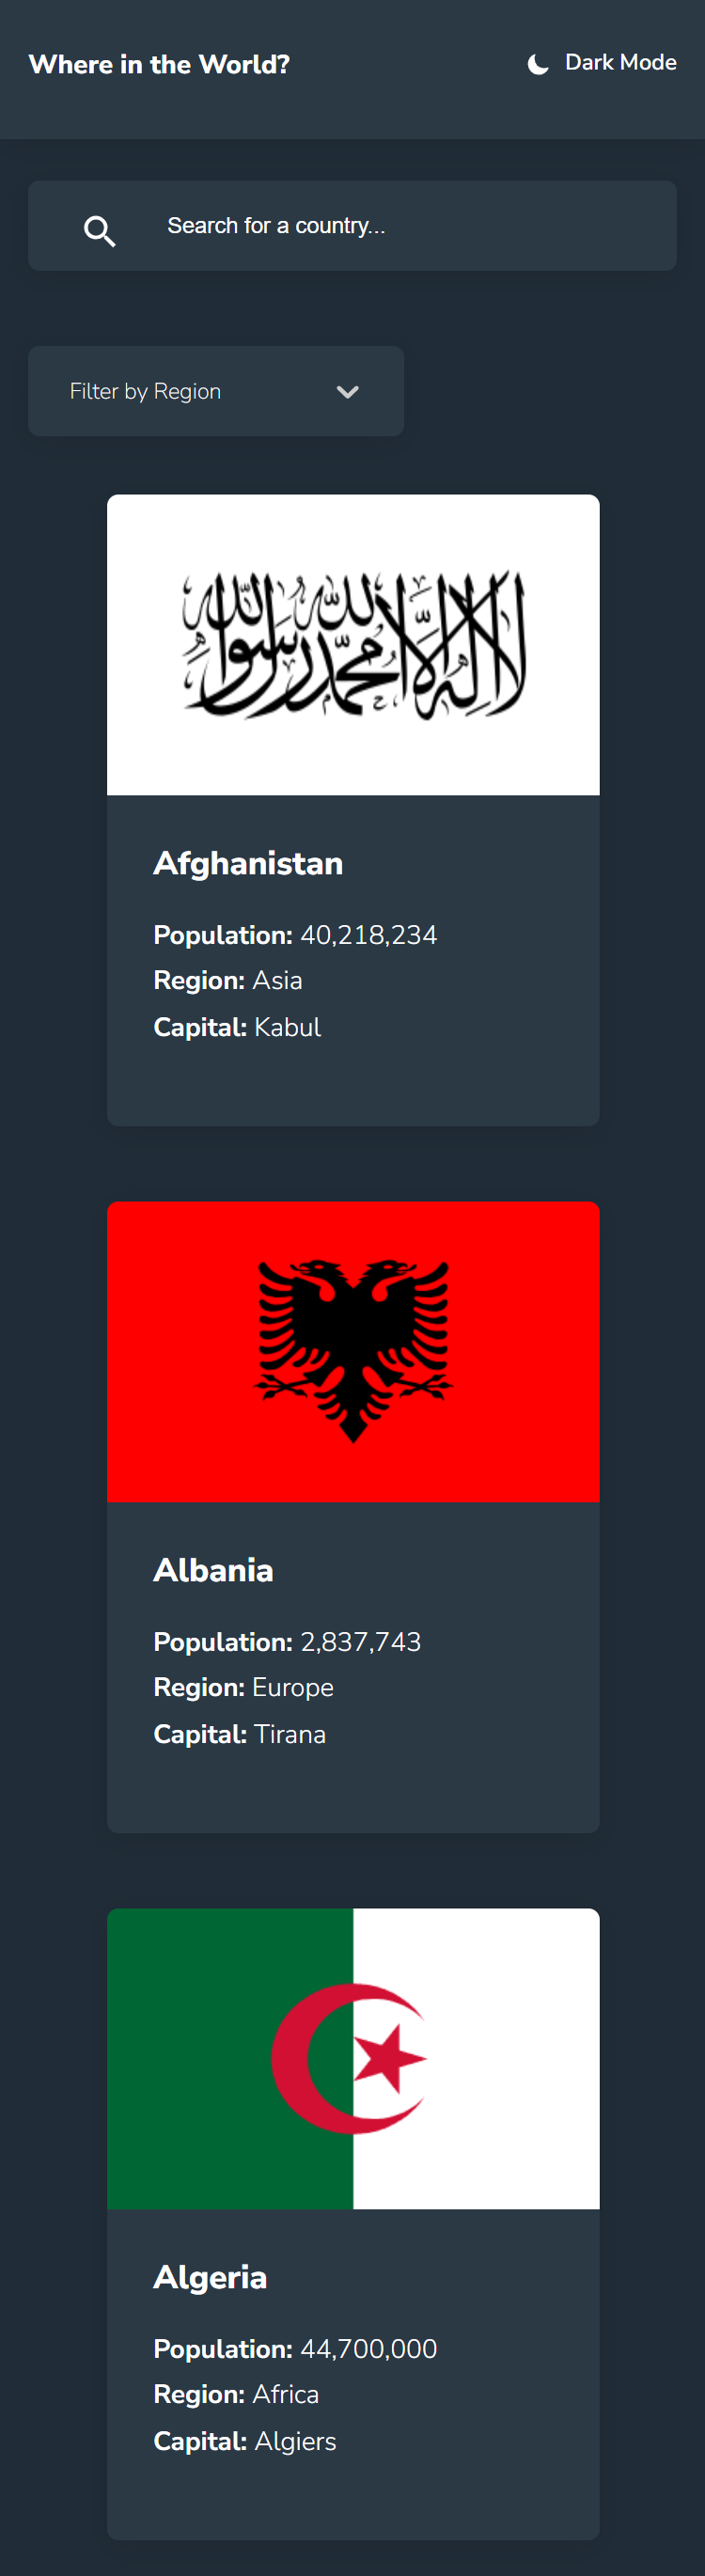 Where in the World?
Dark Mode
Search for a country...
Filter by Region
لا إله إلا الله محمد رسول الله
Afghanistan
Population: 40,218,234
Region: Asia
Capital: Kabul
Albania
Population: 2,837,743
Region: Europe
Capital: Tirana
Algeria
Population: 44,700,000
Region: Africa
Capital: Algiers